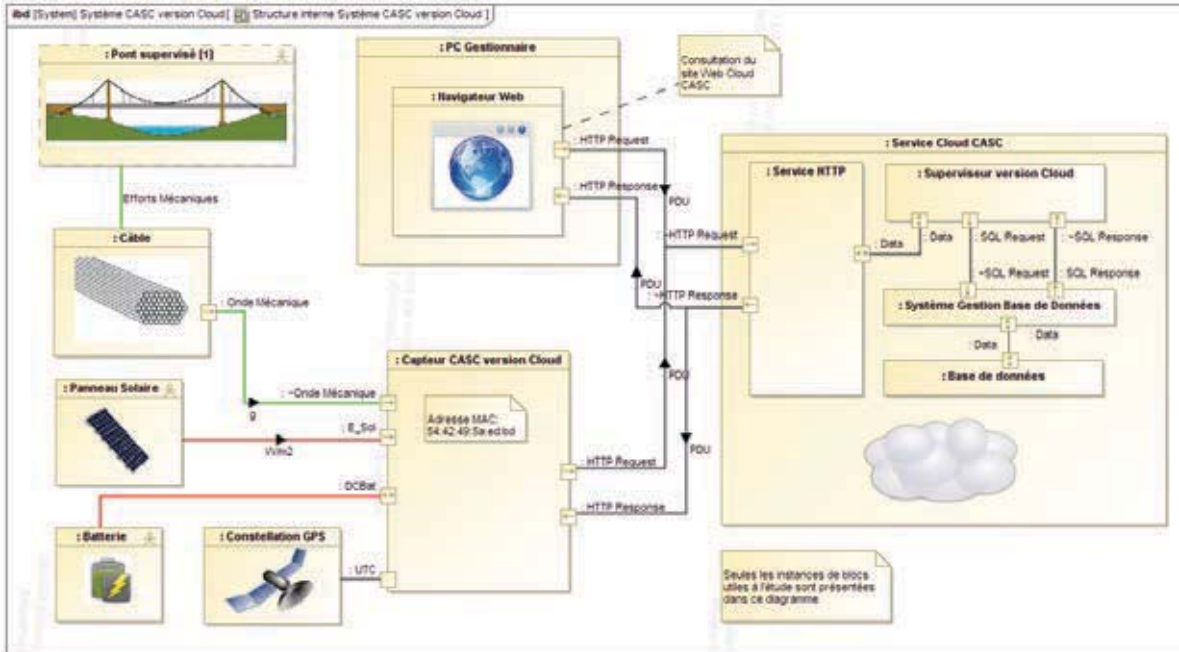 ibd [System] Système CASC version Cloud[ Structure interne Système CASC version Cloud ]
: Pont supervisé [1]
Efforts Mécaniques
: Câble
: Onde Mécanique
: ~Onde Mécanique
g
: Panneau Solaire
: E_Sol
W/m2
: DCBat
: Batterie
: Constellation GPS
: UTC
: PC Gestionnaire
: Navigateur Web
Consultation du
site Web Cloud
CASC
: HTTP Request
: HTTP Response
PDU
: ~HTTP Request
PDU
: ~HTTP Response
: Capteur CASC version Cloud
Adresse MAC:
54:42:49:5a:ed:bd
PDU
PDU
: HTTP Request
: HTTP Response
: Service Cloud CASC
: Service HTTP
: Superviseur version Cloud
: Data
: Data
: SQL Request
: ~SQL Response
: ~SQL Request
: SQL Response
: Système Gestion Base de Données
: Data
: Data
: Base de données
Seules les instances de blocs
utiles à l'étude sont présentées
dans ce diagramme